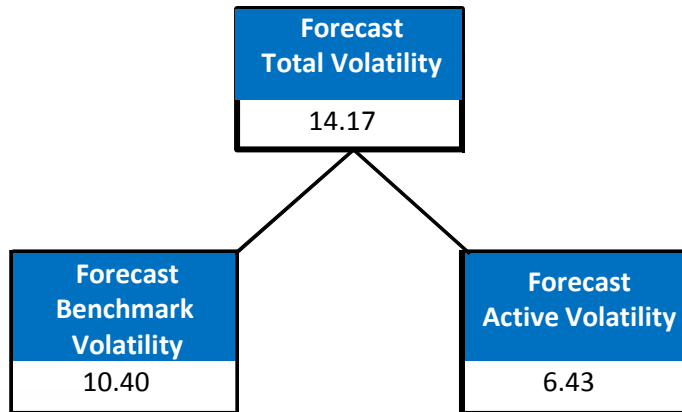 Forecast
Total Volatility
14.17
Forecast
Benchmark
Volatility
10.40
Forecast
Active Volatility
6.43